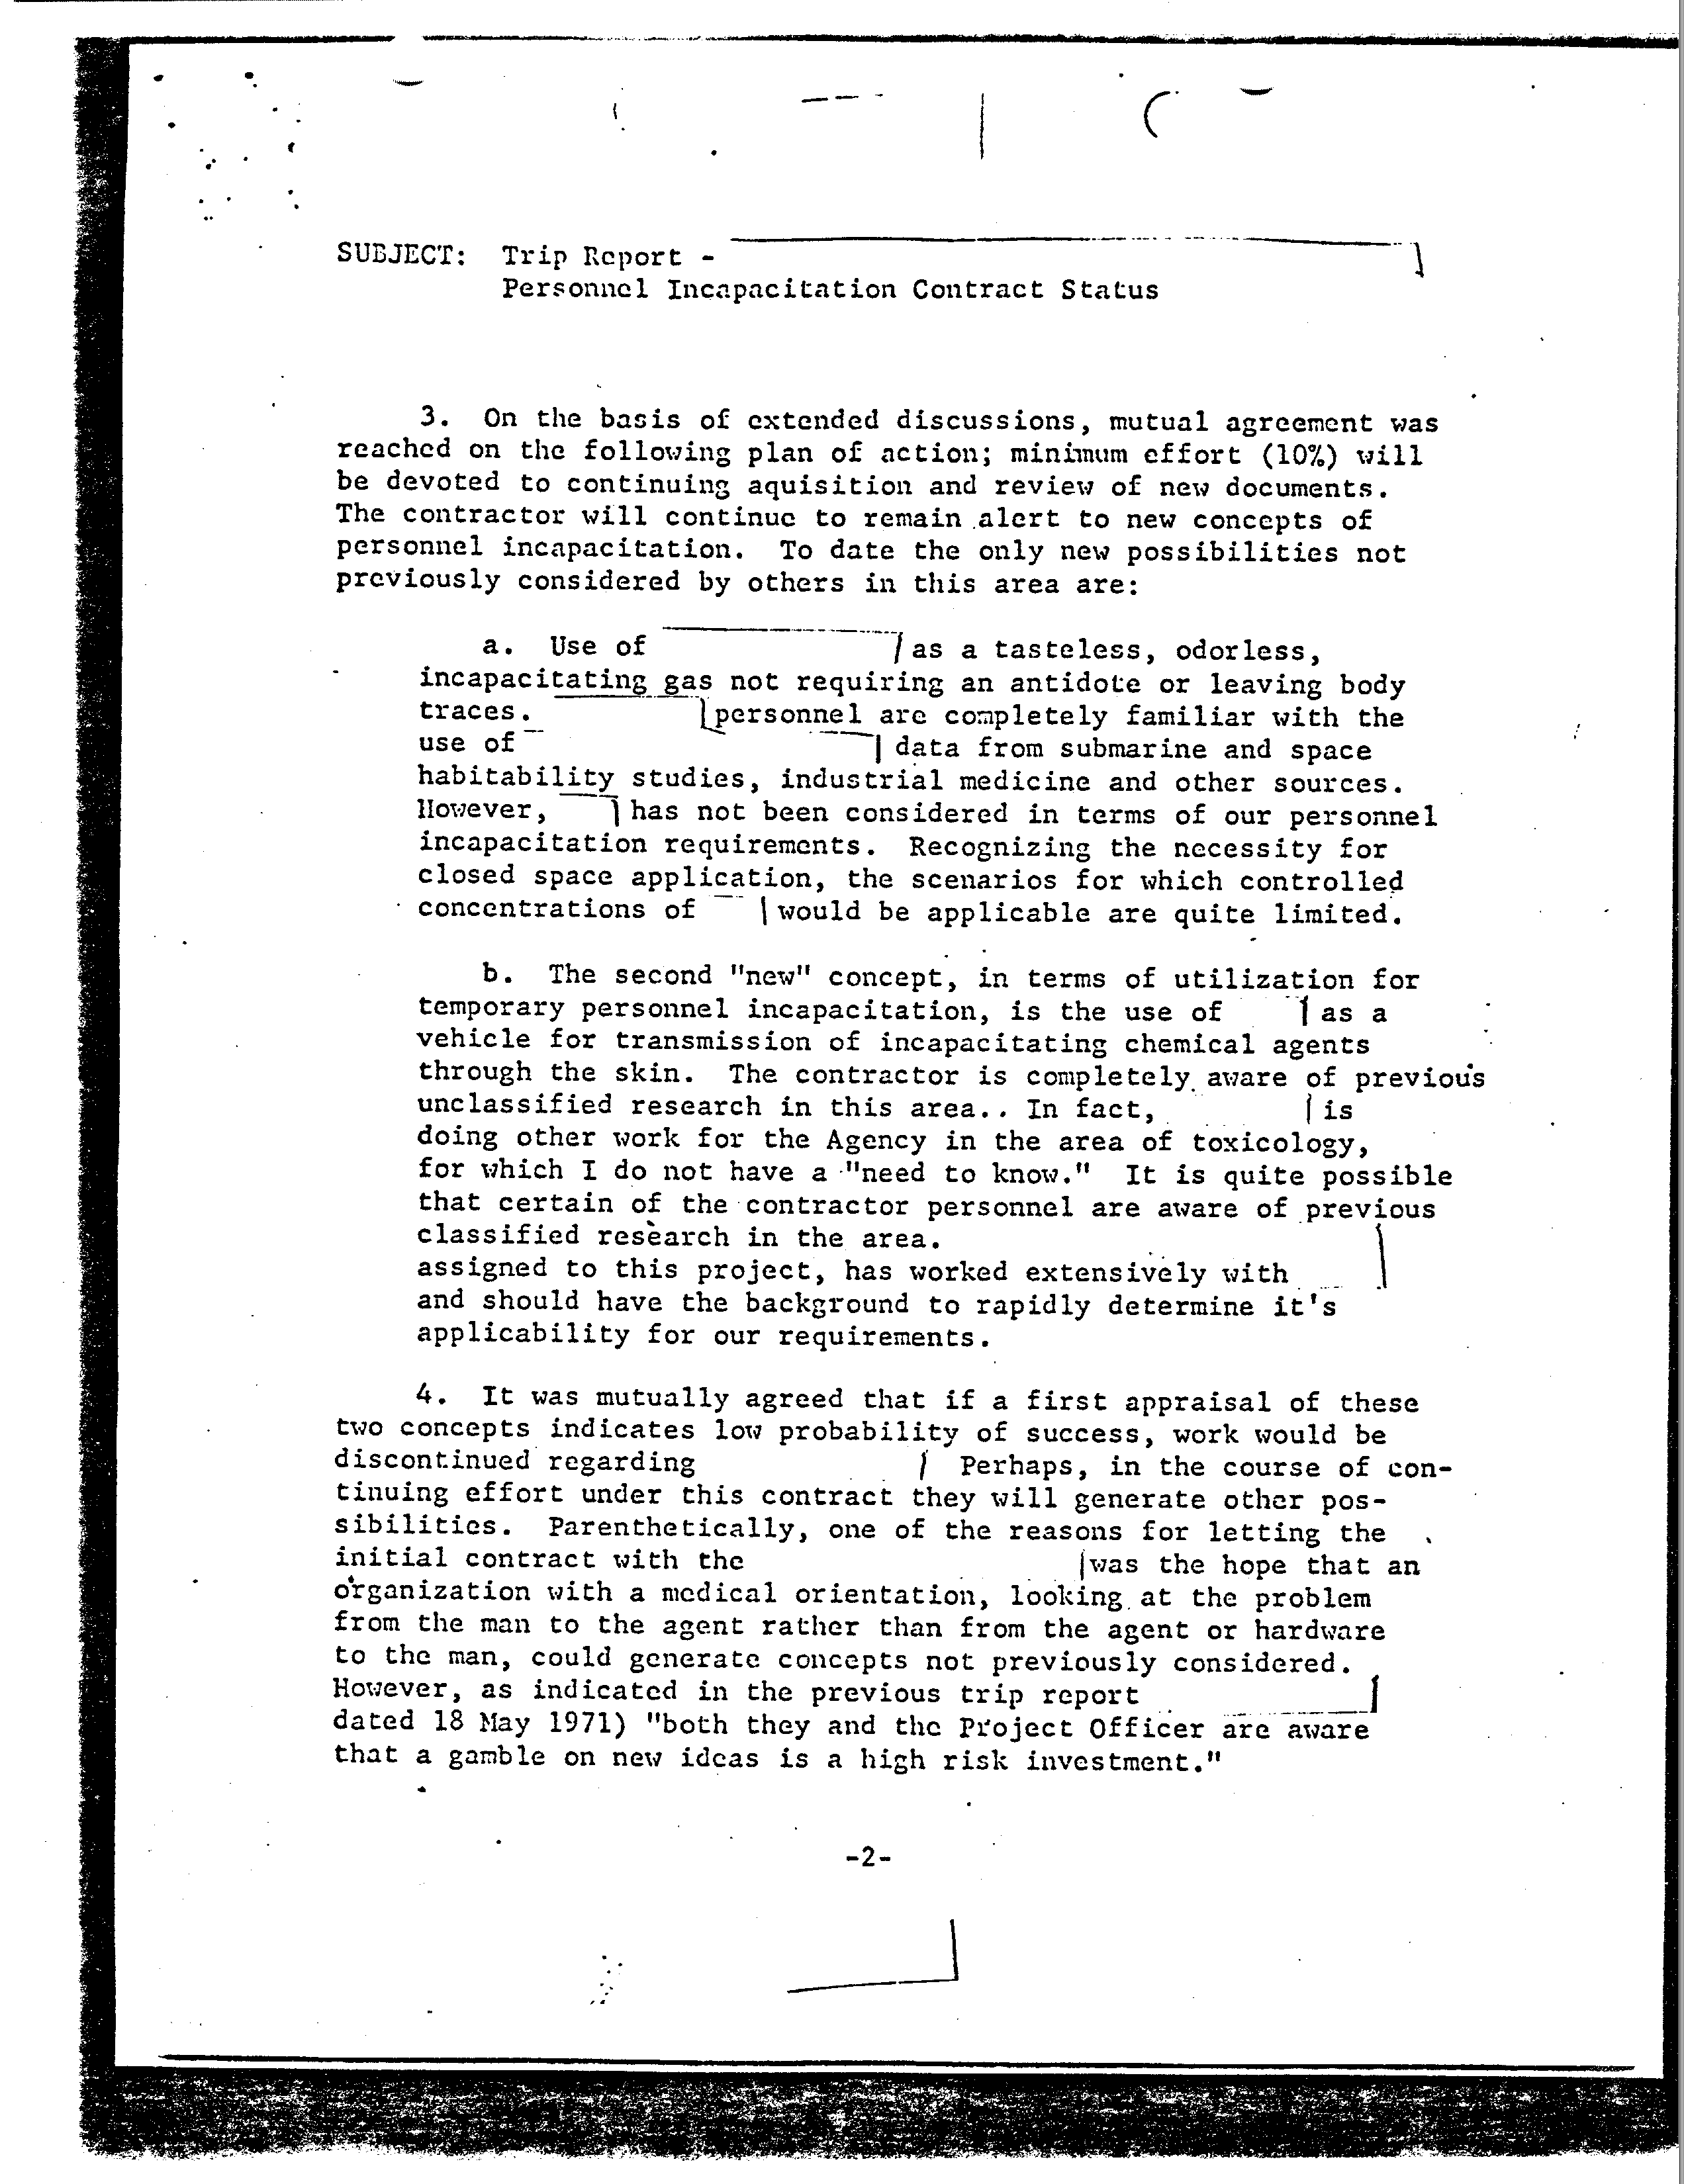 SUBJECT: Trip Report -
Personnel Incapacitation Contract Status
3. On the basis of extended discussions, mutual agreement was
reached on the following plan of action; minimum effort (10%) will
be devoted to continuing aquisition and review of new documents.
The contractor will continue to remain alert to new concepts of
personnel incapacitation. To date the only new possibilities not
previously considered by others in this area are:
a. Use of as a tasteless, odorless,
incapacitating gas not requiring an antidote or leaving body
traces. personnel are completely familiar with the
use of data from submarine and space
habitability studies, industrial medicine and other sources.
However, has not been considered in terms of our personnel
incapacitation requirements. Recognizing the necessity for
closed space application, the scenarios for which controlled
concentrations of would be applicable are quite limited.
b. The second "new" concept, in terms of utilization for
temporary personnel incapacitation, is the use of as a
vehicle for transmission of incapacitating chemical agents
through the skin. The contractor is completely aware of previous
unclassified research in this area.. In fact, is
doing other work for the Agency in the area of toxicology,
for which I do not have a "need to know." It is quite possible
that certain of the contractor personnel are aware of previous
classified research in the area.
assigned to this project, has worked extensively with
and should have the background to rapidly determine it's
applicability for our requirements.
4. It was mutually agreed that if a first appraisal of these
two concepts indicates low probability of success, work would be
discontinued regarding Perhaps, in the course of con-
tinuing effort under this contract they will generate other pos-
sibilities. Parenthetically, one of the reasons for letting the
initial contract with the was the hope that an
organization with a medical orientation, looking at the problem
from the man to the agent rather than from the agent or hardware
to the man, could generate concepts not previously considered.
However, as indicated in the previous trip report
dated 18 May 1971) "both they and the Project Officer are aware
that a gamble on new ideas is a high risk investment."
-2-